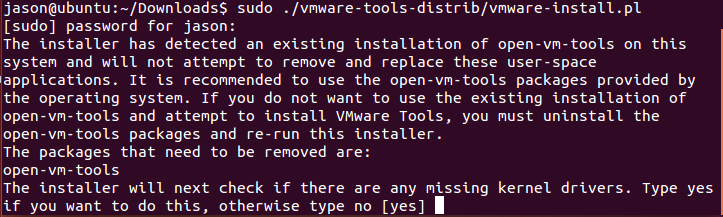 jason@ubuntu:~/Downloads$ sudo ./vmware-tools-distrib/vmware-install.pl
[sudo] password for jason:
The installer has detected an existing installation of open-vm-tools on this
system and will not attempt to remove and replace these user-space
applications. It is recommended to use the open-vm-tools packages provided by
the operating system. If you do not want to use the existing installation of
open-vm-tools and attempt to install VMware Tools, you must uninstall the
open-vm-tools packages and re-run this installer.
The packages that need to be removed are:
open-vm-tools
The installer will next check if there are any missing kernel drivers. Type yes
if you want to do this, otherwise type no [yes]